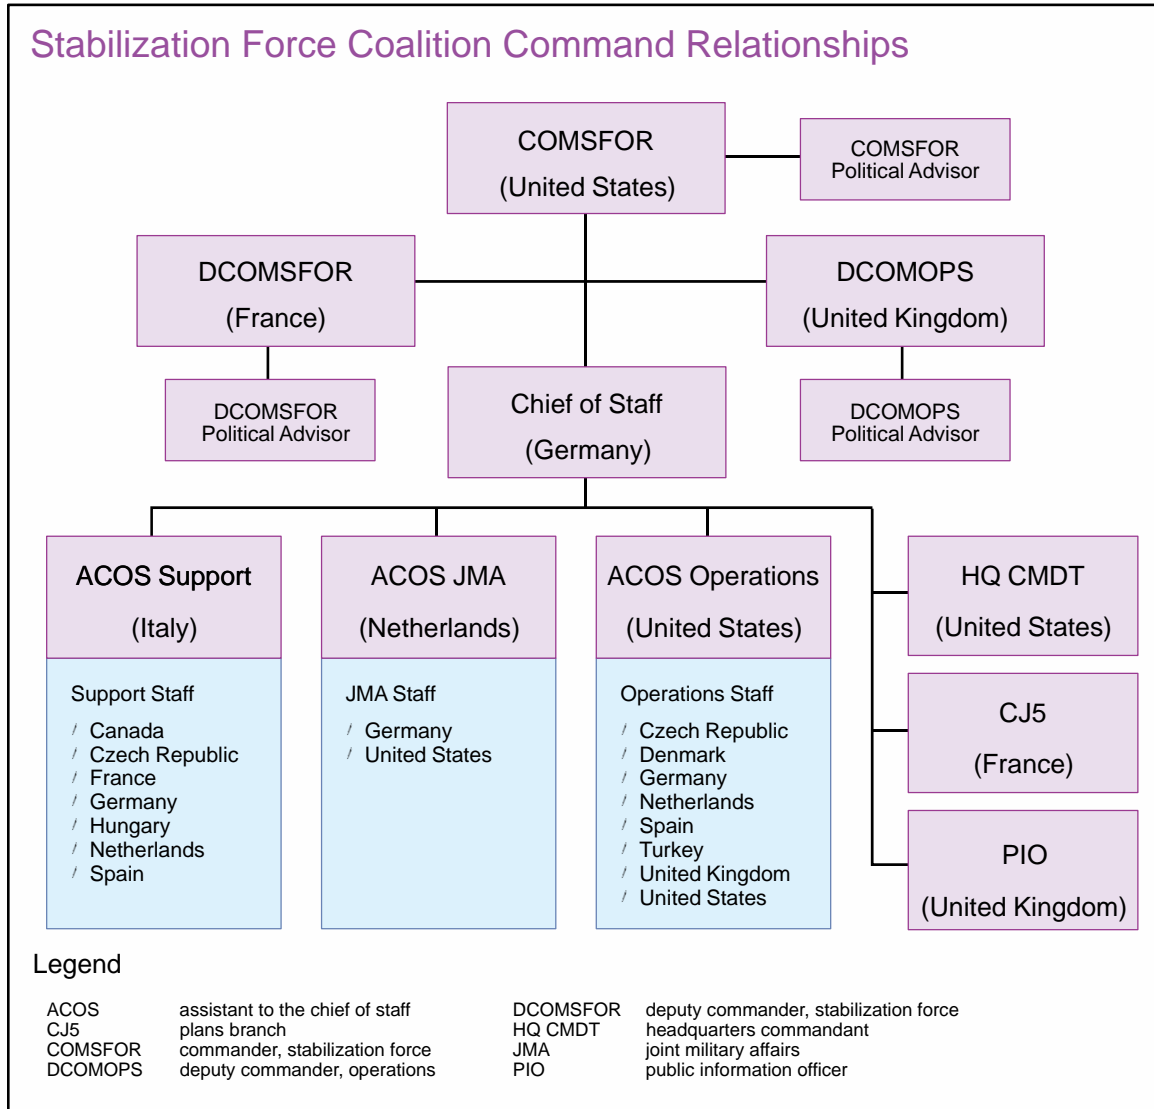 Stabilization Force Coalition Command Relationships
COMSFOR
(United States)
COMSFOR
Political Advisor
DCOMSFOR
(France)
DCOMOPS
(United Kingdom)
DCOMSFOR
Political Advisor
Chief of Staff
(Germany)
DCOMOPS
Political Advisor
ACOS Support
(Italy)
Support Staff
Canada
Czech Republic
France
Germany
Hungary
Netherlands
Spain
ACOS JMA
(Netherlands)
JMA Staff
Germany
United States
ACOS Operations
(United States)
Operations Staff
Czech Republic
Denmark
Germany
Netherlands
Spain
Turkey
United Kingdom
United States
HQ CMDT
(United States)
CJ5
(France)
PIO
(United Kingdom)
Legend
ACOS assistant to the chief of staff
CJ5 plans branch
COMSFOR commander, stabilization force
DCOMOPS deputy commander, operations
DCOMSFOR deputy commander, stabilization force
HQ CMDT headquarters commandant
JMA joint military affairs
PIO public information officer